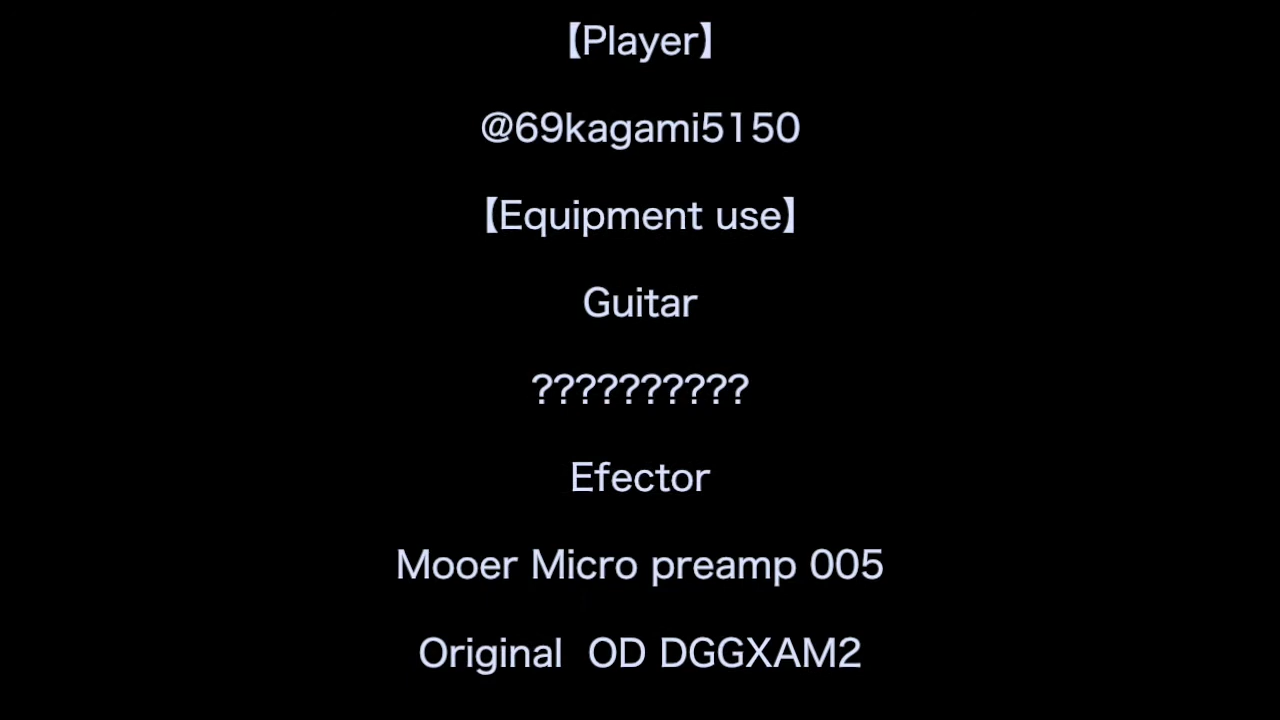 【Player】
@69kagami5150
【Equipment use】
Guitar
??????????
Efector
Mooer Micro preamp 005
Original  OD DGGXAM2